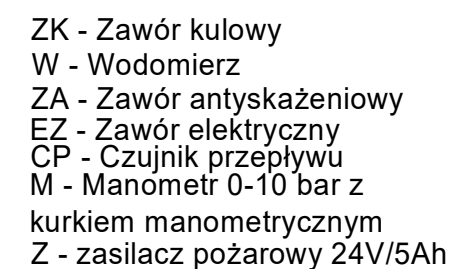 ZK - Zawór kulowy
W - Wodomierz
ZA - Zawór antyskażeniowy
EZ - Zawór elektryczny
CP - Czujnik przepływu
M - Manometr 0-10 bar z
kurkiem manometrycznym
Z - zasilacz pożarowy 24V/5Ah